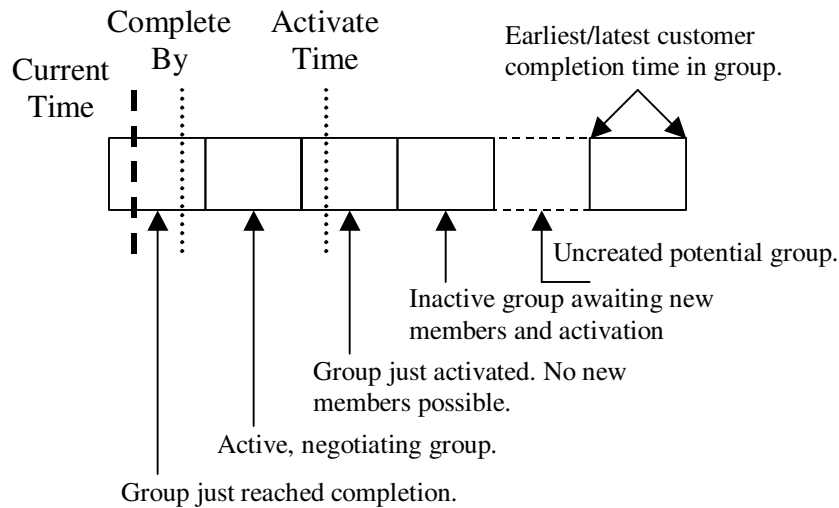 Complete
By
Activate
Time
Earliest/latest customer
completion time in group.
Current
Time
Uncreated potential group.
Inactive group awaiting new
members and activation
Group just activated. No new
members possible.
Active, negotiating group.
Group just reached completion.